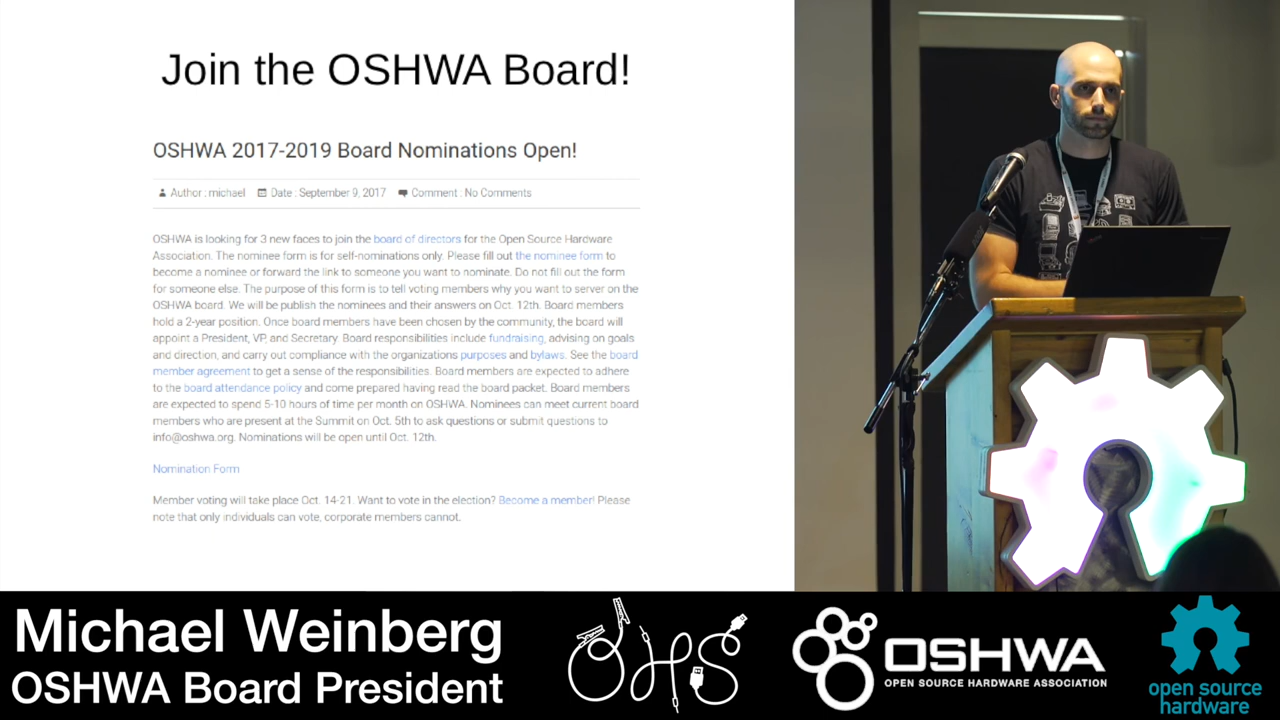 Join the OSHWA Board!
OSHWA 2017-2019 Board Nominations Open!
Author : michael Date : September 9, 2017 Comment : No Comments
OSHWA is looking for 3 new faces to join the board of directors for the Open Source Hardware
Association. The nominee form is for self-nominations only. Please fill out the nominee form to
become a nominee or forward the link to someone you want to nominate. Do not fill out the form
for someone else. The purpose of this form is to tell voting members why you want to server on the
OSHWA board. We will be publish the nominees and their answers on Oct. 12th. Board members
hold a 2-year position. Once board members have been chosen by the community, the board will
appoint a President, VP, and Secretary. Board responsibilities include fundraising, advising on goals
and direction, and carry out compliance with the organizations purposes and bylaws. See the board
member agreement to get a sense of the responsibilities. Board members are expected to adhere
to the board attendance policy and come prepared having read the board packet. Board members
are expected to spend 5-10 hours of time per month on OSHWA. Nominees can meet current board
members who are present at the Summit on Oct. 5th to ask questions or submit questions to
info@oshwa.org. Nominations will be open until Oct. 12th.
Nomination Form
Member voting will take place Oct. 14-21. Want to vote in the election? Become a member! Please
note that only individuals can vote, corporate members cannot.
Michael Weinberg
OSHWA Board President
OHS
OSHWA
OPEN SOURCE HARDWARE ASSOCIATION
open source
hardware